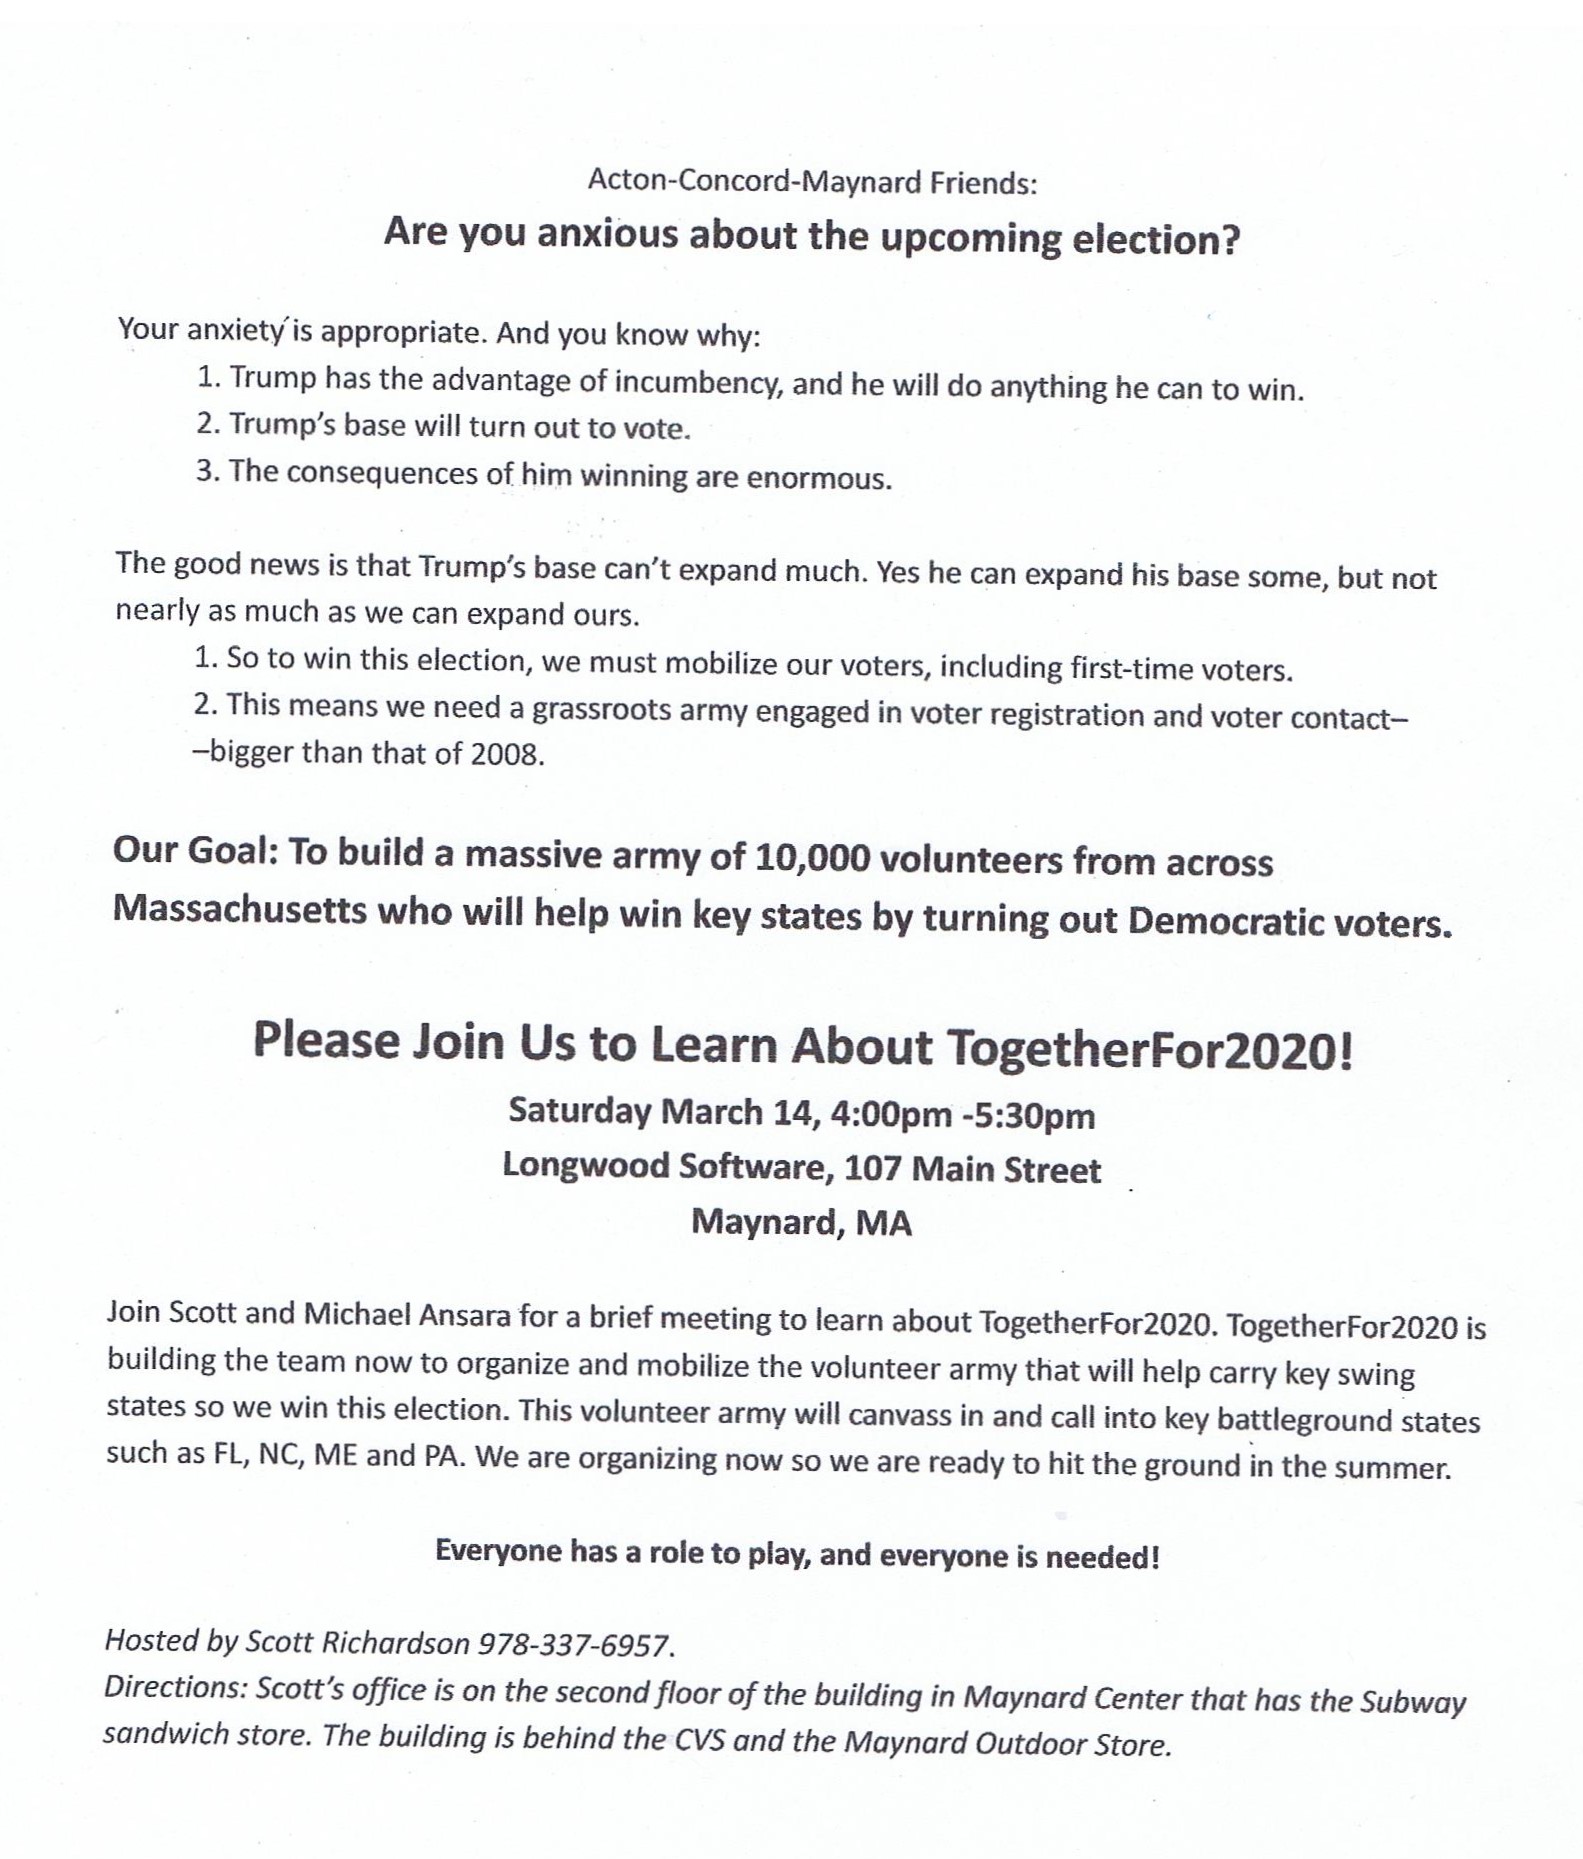 Acton-Concord-Maynard Friends:
Are you anxious about the upcoming election?
Your anxiety is appropriate. And you know why:
1. Trump has the advantage of incumbency, and he will do anything he can to win.
2. Trump’s base will turn out to vote.
3. The consequences of him winning are enormous.
The good news is that Trump’s base can’t expand much. Yes he can expand his base some, but not
nearly as much as we can expand ours.
1. So to win this election, we must mobilize our voters, including first-time voters.
2. This means we need a grassroots army engaged in voter registration and voter contact–
–bigger than that of 2008.
Our Goal: To build a massive army of 10,000 volunteers from across
Massachusetts who will help win key states by turning out Democratic voters.
Please Join Us to Learn About TogetherFor2020!
Saturday March 14, 4:00pm -5:30pm
Longwood Software, 107 Main Street
Maynard, MA
Join Scott and Michael Ansara for a brief meeting to learn about TogetherFor2020. TogetherFor2020 is
building the team now to organize and mobilize the volunteer army that will help carry key swing
states so we win this election. This volunteer army will canvass in and call into key battleground states
such as FL, NC, ME and PA. We are organizing now so we are ready to hit the ground in the summer.
Everyone has a role to play, and everyone is needed!
Hosted by Scott Richardson 978-337-6957.
Directions: Scott’s office is on the second floor of the building in Maynard Center that has the Subway
sandwich store. The building is behind the CVS and the Maynard Outdoor Store.